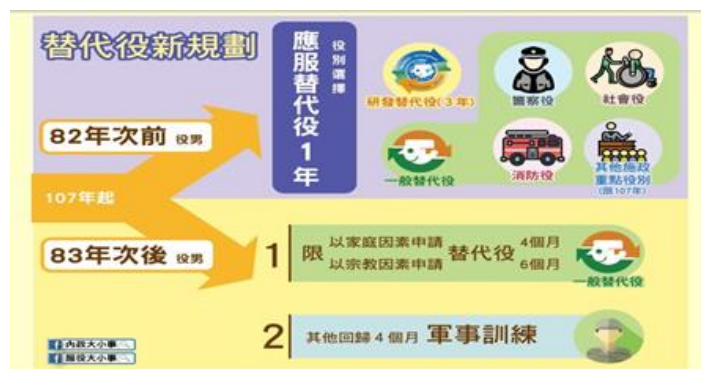 替代役新規劃
82年次前 役男
107年起
83年次後 役男
應服替代役1年
役別選擇
研發替代役(3年)
一般替代役
警察役
社會役
消防役
其他施政
重點役別
(限107年)
1
限
以家庭因素申請
以宗教因素申請
替代役
4個月
6個月
一般替代役
2
其他回歸4個月 軍事訓練
內政大小事
服役大小事